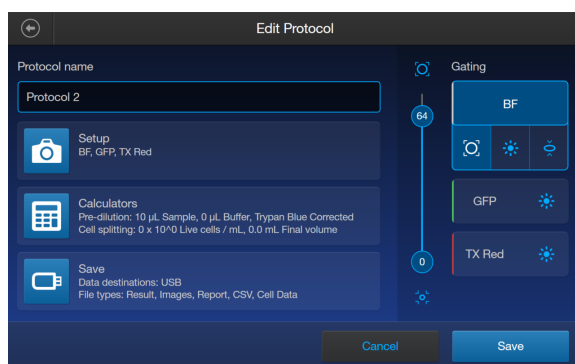 Edit Protocol
Protocol name
Protocol 2
Setup
BF, GFP, TX Red
Calculators
Pre-dilution: 10 µL Sample, 0 µL Buffer, Trypan Blue Corrected
Cell splitting: 0 x 10^0 Live cells / mL, 0.0 mL Final volume
Save
Data destinations: USB
File types: Result, Images, Report, CSV, Cell Data
64
0
Gating
BF
GFP
TX Red
Cancel
Save